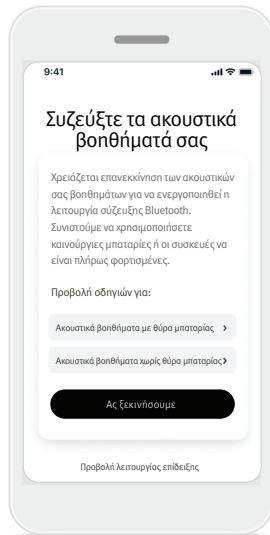 9:41
Συζεύξτε τα ακουστικά
βοηθήματά σας
Χρειάζεται επανεκκίνηση των ακουστικών
σας βοηθημάτων για να ενεργοποιηθεί η
λειτουργία σύζευξης Bluetooth.
Συνιστούμε να χρησιμοποιήσετε
καινούργιες μπαταρίες ή οι συσκευές να
είναι πλήρως φορτισμένες.
Προβολή οδηγιών για:
Ακουστικά βοηθήματα με θύρα μπαταρίας
Ακουστικά βοηθήματα χωρίς θύρα μπαταρίας
Ας ξεκινήσουμε
Προβολή λειτουργίας επίδειξης